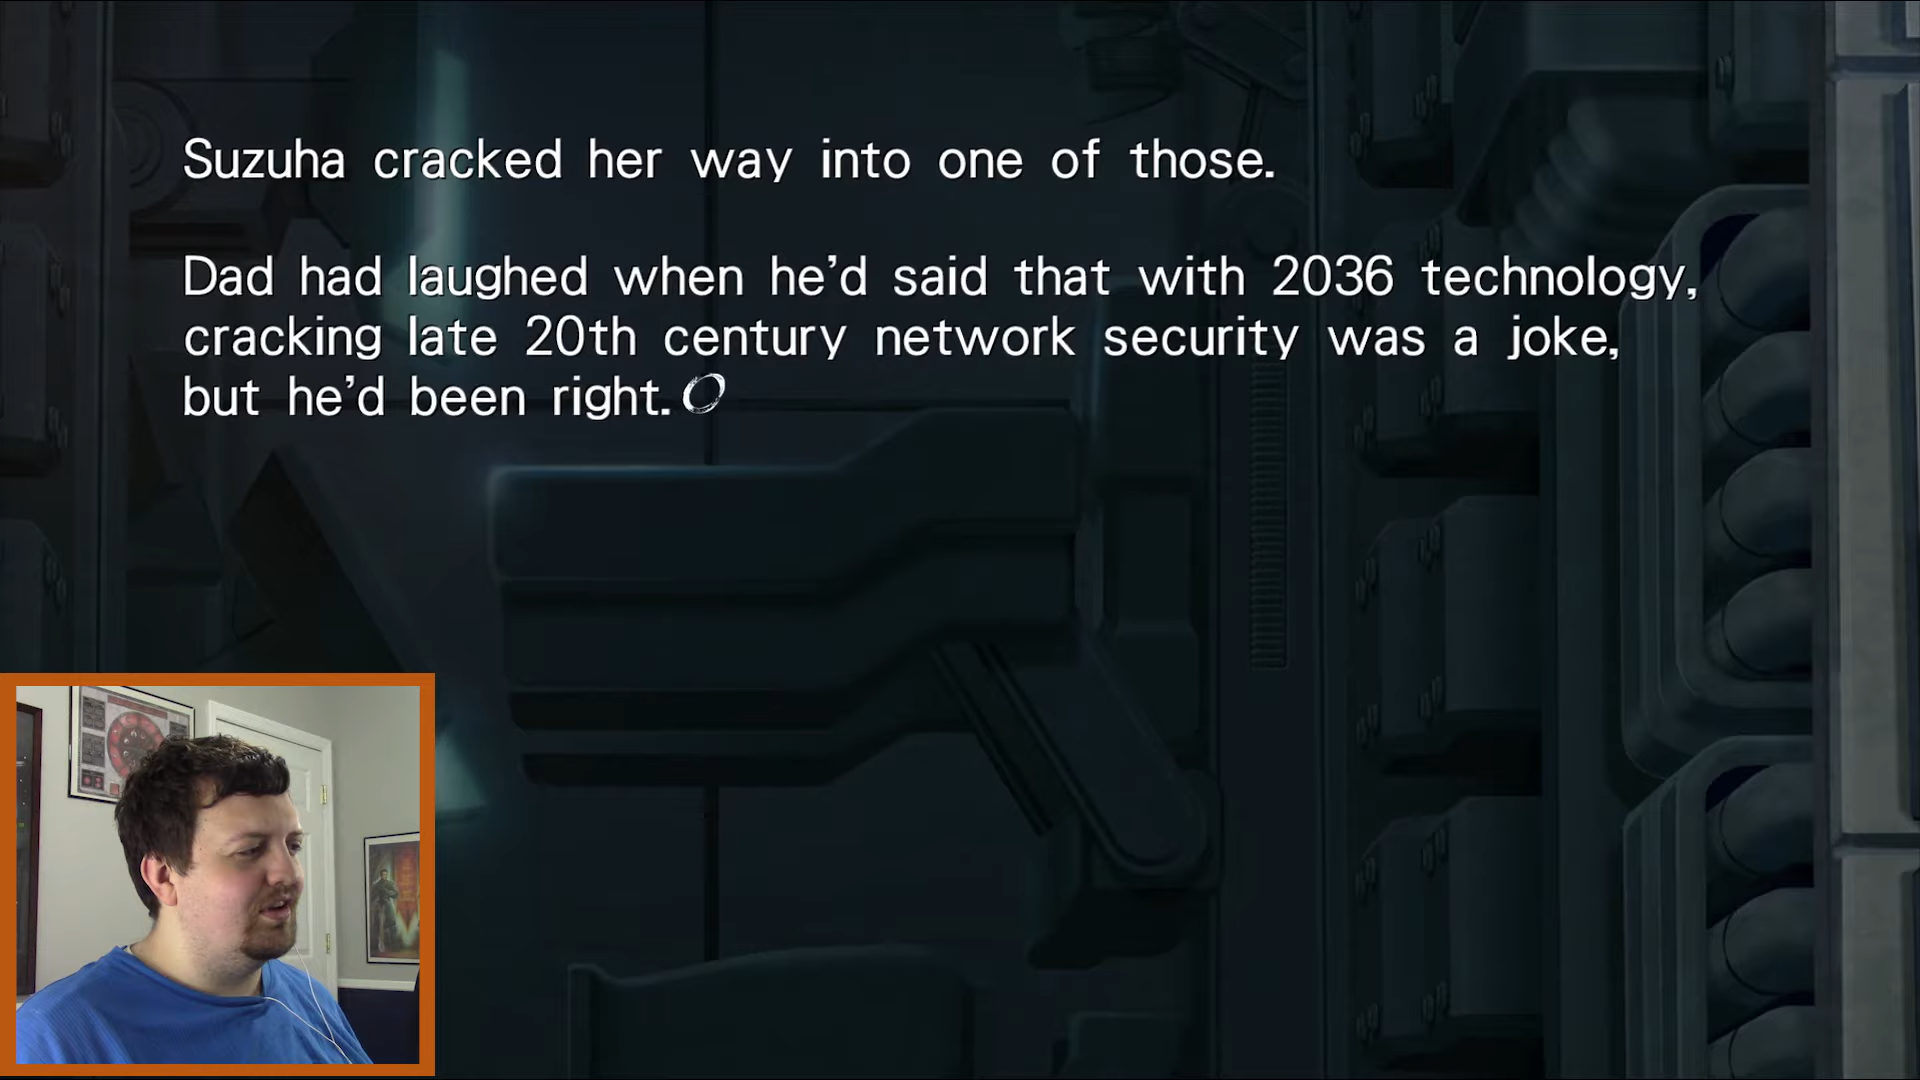 Suzuha cracked her way into one of those.
Dad had laughed when he’d said that with 2036 technology,
cracking late 20th century network security was a joke,
but he’d been right.